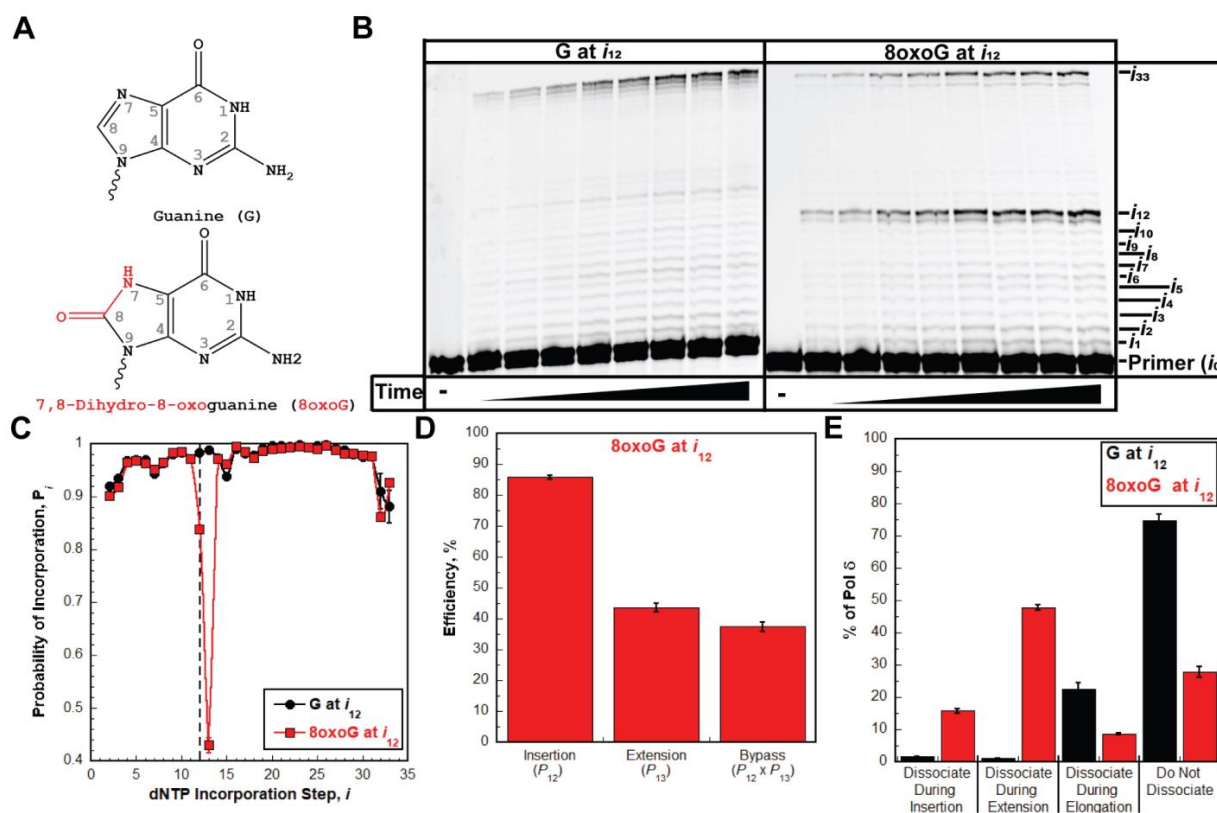 A
O
N
7
5
6
1
NH
8
9
4
3
2
N
N
NH₂
Guanine (G)
O
H
N
7
5
6
1
NH
O
8
9
4
3
2
N
N
NH2
7,8-Dihydro-8-oxoguanine (8oxoG)
B
G at i12
8oxoG at i12
i33
i12
i10
i9
i8
i7
i6
i5
i4
i3
i2
i1
Primer (i0
Time
-
-
C
Probability of Incorporation, Pi
1
0.9
0.8
0.7
0.6
0.5
0.4
0
5
10
15
20
25
30
35
dNTP Incorporation Step, i
G at i12
8oxoG at i12
D
8oxoG at i12
Efficiency, %
100
90
80
70
60
50
40
30
20
10
0
Insertion
(P12)
Extension
(P13)
Bypass
(P12 x P13)
E
G at i12
8oxoG at i12
% of Pol δ
100
90
80
70
60
50
40
30
20
10
0
Dissociate
During
Insertion
Dissociate
During
Extension
Dissociate
During
Elongation
Do Not
Dissociate